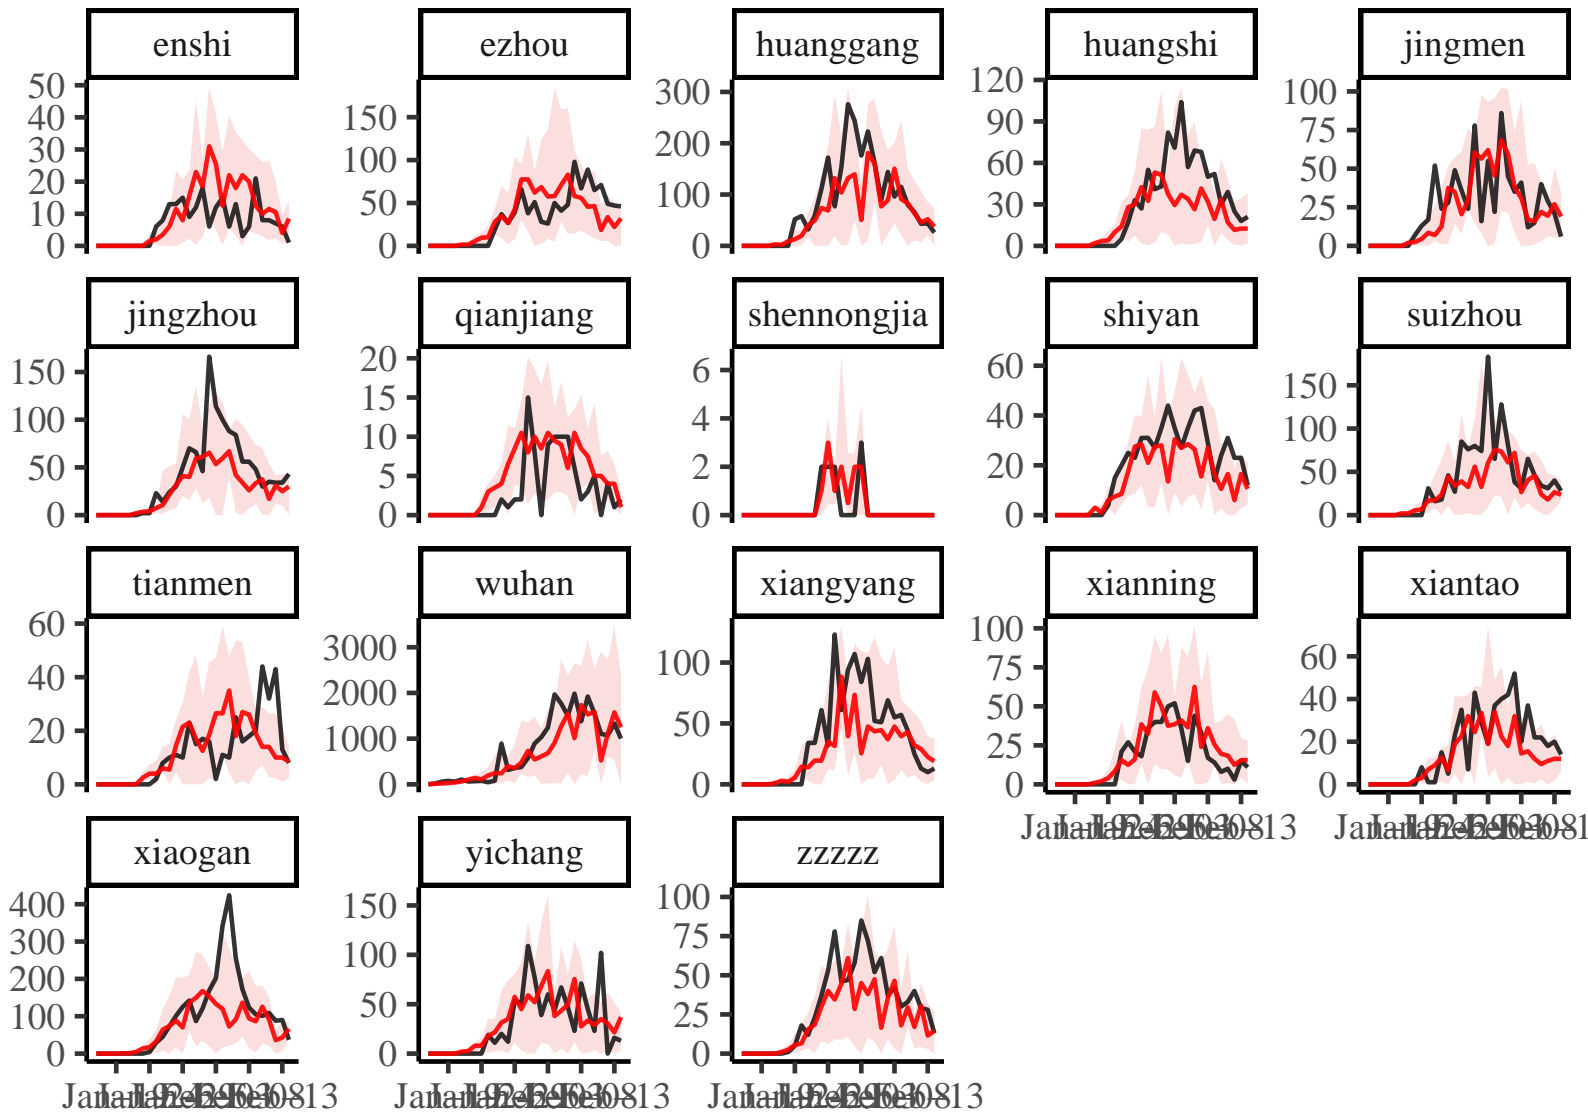 enshi ezhou huanggang huangshi jingmen
50 40 30 20 10 0
150 100 50 0
300 200 100 0
120 90 60 30 0
100 75 50 25 0
jingzhou qianjiang shennongjia shiyan suizhou
150 100 50 0
20 15 10 5 0
6 4 2 0
60 40 20 0
150 100 50 0
tianmen wuhan xiangyang xianning xiantao
60 40 20 0
3000 2000 1000 0
100 50 0
100 75 50 25 0
60 40 20 0
xiaogan yichang zzzzz
400 300 200 100 0
150 100 50 0
100 75 50 25 0